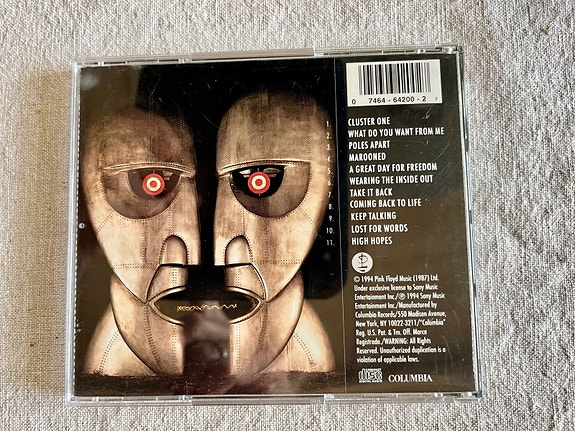 0 7464-64200-2 7
1. CLUSTER ONE
2. WHAT DO YOU WANT FROM ME
3. POLES APART
4. MAROONED
5. A GREAT DAY FOR FREEDOM
6. WEARING THE INSIDE OUT
7. TAKE IT BACK
8. COMING BACK TO LIFE
9. KEEP TALKING
10. LOST FOR WORDS
11. HIGH HOPES
© 1994 Pink Floyd Music (1987) Ltd.
Under exclusive license to Sony Music
Entertainment Inc./℗ 1994 Sony Music
Entertainment Inc./Manufactured by
Columbia Records/550 Madison Avenue,
New York, NY 10022-3211/"Columbia"
Reg. U.S. Pat. & Tm. Off. Marca
Registrada./WARNING: All Rights
Reserved. Unauthorized duplication is a
violation of applicable laws.
COMPACT
disc
DIGITAL AUDIO
COLUMBIA